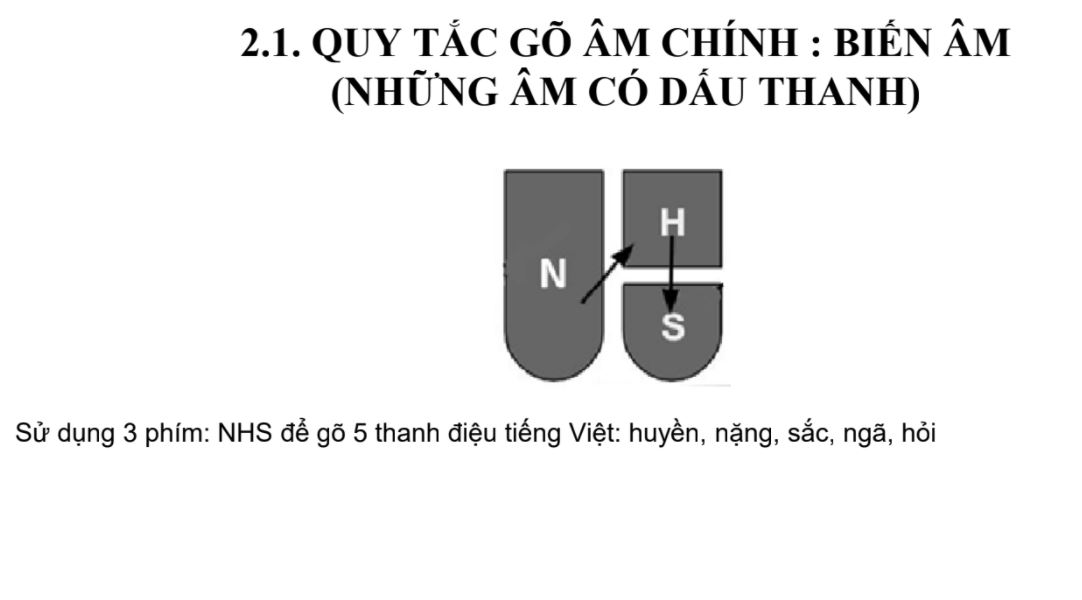 2.1. QUY TẮC GÕ ÂM CHÍNH : BIẾN ÂM
(NHỮNG ÂM CÓ DẤU THANH)
N
H
S
Sử dụng 3 phím: NHS để gõ 5 thanh điệu tiếng Việt: huyền, nặng, sắc, ngã, hỏi